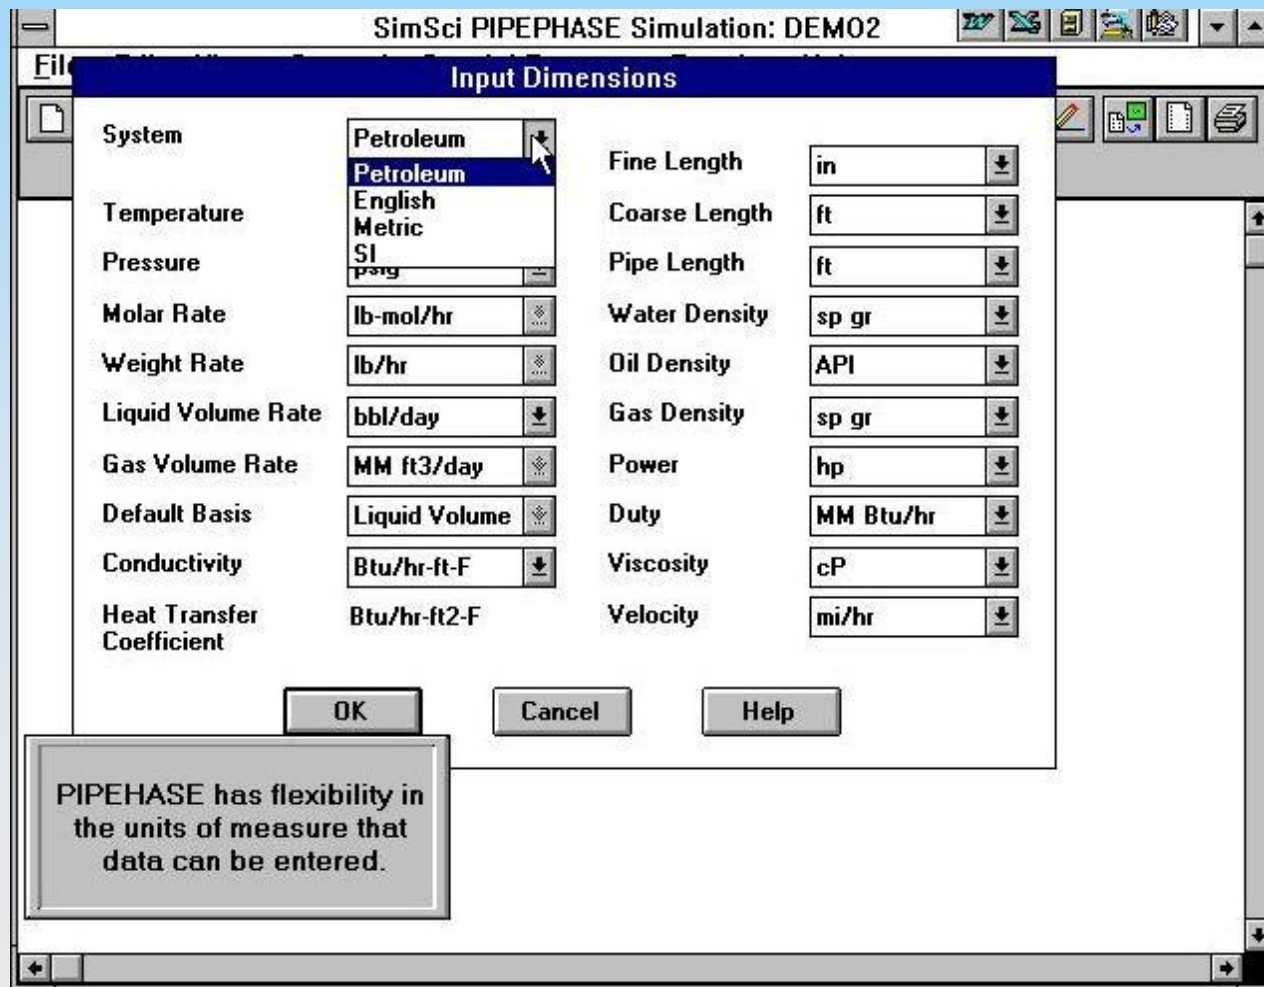 SimSci PIPEPHASE Simulation: DEMO2
File
Input Dimensions
System
Petroleum
Petroleum
English
Metric
SI
Temperature
Pressure
psig
Molar Rate
lb-mol/hr
Weight Rate
lb/hr
Liquid Volume Rate
bbl/day
Gas Volume Rate
MM ft3/day
Default Basis
Liquid Volume
Conductivity
Btu/hr-ft-F
Heat Transfer
Coefficient
Btu/hr-ft2-F
Fine Length
in
Coarse Length
ft
Pipe Length
ft
Water Density
sp gr
Oil Density
API
Gas Density
sp gr
Power
hp
Duty
MM Btu/hr
Viscosity
cP
Velocity
mi/hr
OK
Cancel
Help
PIPEHASE has flexibility in
the units of measure that
data can be entered.